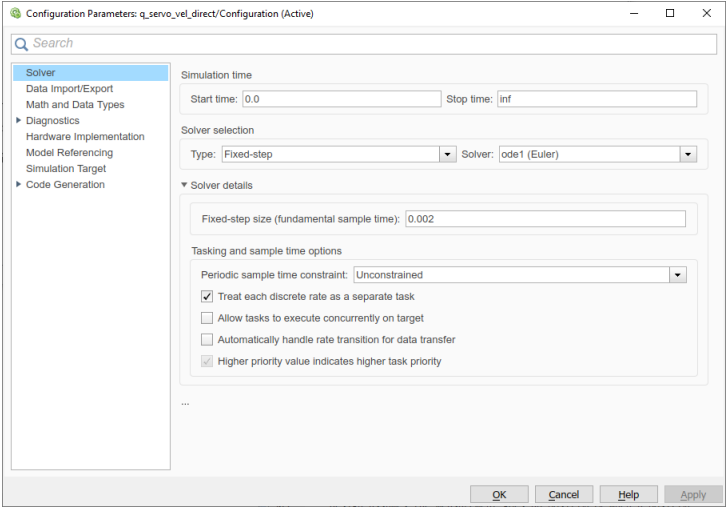 Configuration Parameters: q_servo_vel_direct/Configuration (Active)
Search
Solver
Data Import/Export
Math and Data Types
Diagnostics
Hardware Implementation
Model Referencing
Simulation Target
Code Generation
Simulation time
Start time: 0.0 Stop time: inf
Solver selection
Type: Fixed-step Solver: ode1 (Euler)
Solver details
Fixed-step size (fundamental sample time): 0.002
Tasking and sample time options
Periodic sample time constraint: Unconstrained
Treat each discrete rate as a separate task
Allow tasks to execute concurrently on target
Automatically handle rate transition for data transfer
Higher priority value indicates higher task priority
...
OK Cancel Help Apply